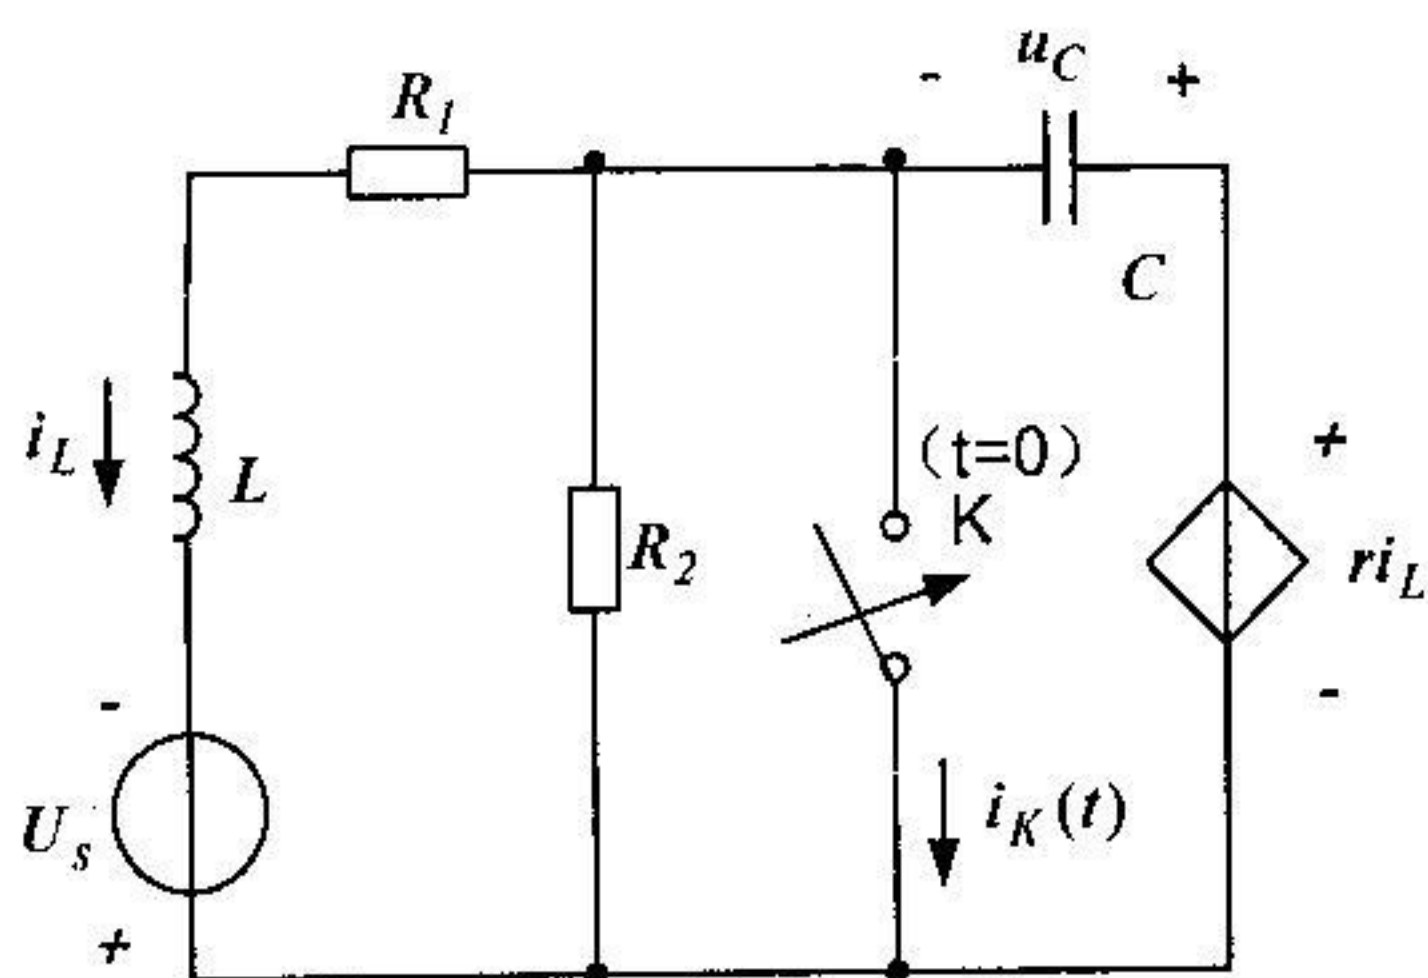 - u_C +
R_1
C
i_L
L
(t=0)
K
R_2
+
ri_L
-
-
U_s
i_K(t)
+